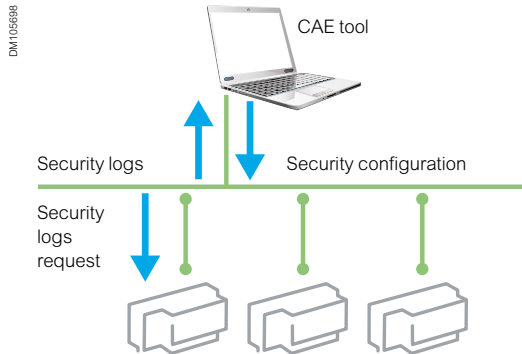 DM105698
CAE tool
Security logs
Security configuration
Security
logs
request